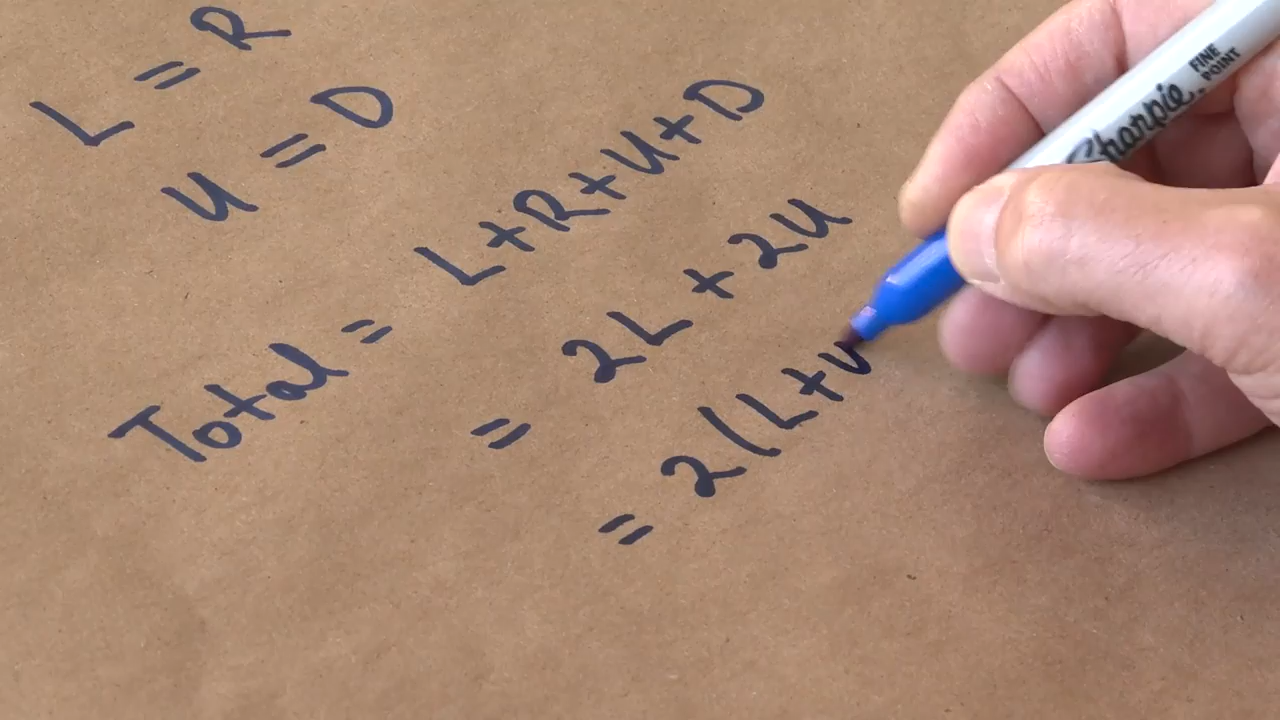 L = R
U = D
Total = L+R+U+D
= 2L + 2U
= 2(L+U
Sharpie.
FINE
POINT